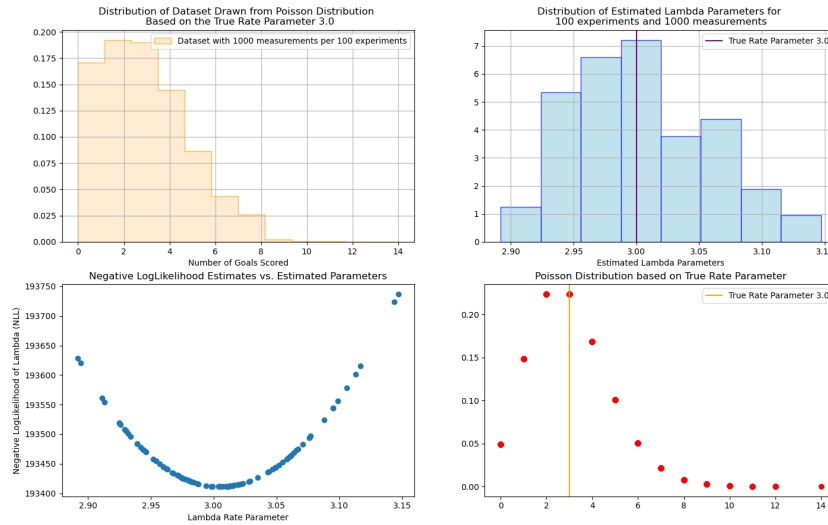 Distribution of Dataset Drawn from Poisson Distribution
Based on the True Rate Parameter 3.0
Dataset with 1000 measurements per 100 experiments
0.200
0.175
0.150
0.125
0.100
0.075
0.050
0.025
0.000
0 2 4 6 8 10 12 14
Number of Goals Scored
Distribution of Estimated Lambda Parameters for
100 experiments and 1000 measurements
True Rate Parameter 3.0
7
6
5
4
3
2
1
0
2.90 2.95 3.00 3.05 3.10 3.1
Estimated Lambda Parameters
Negative LogLikelihood Estimates vs. Estimated Parameters
Negative LogLikelihood of Lambda (NLL)
193750
193700
193650
193600
193550
193500
193450
193400
2.90 2.95 3.00 3.05 3.10 3.15
Lambda Rate Parameter
Poisson Distribution based on True Rate Parameter
True Rate Parameter 3.0
0.20
0.15
0.10
0.05
0.00
0 2 4 6 8 10 12 14